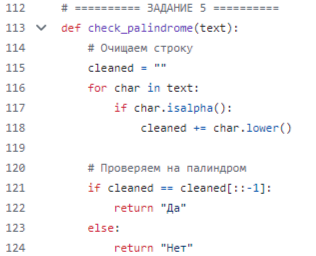 112 # ========== ЗАДАНИЕ 5 ==========
113 def check_palindrome(text):
114     # Очищаем строку
115     cleaned = ""
116     for char in text:
117         if char.isalpha():
118             cleaned += char.lower()
119
120     # Проверяем на палиндром
121     if cleaned == cleaned[::-1]:
122         return "Да"
123     else:
124         return "Нет"